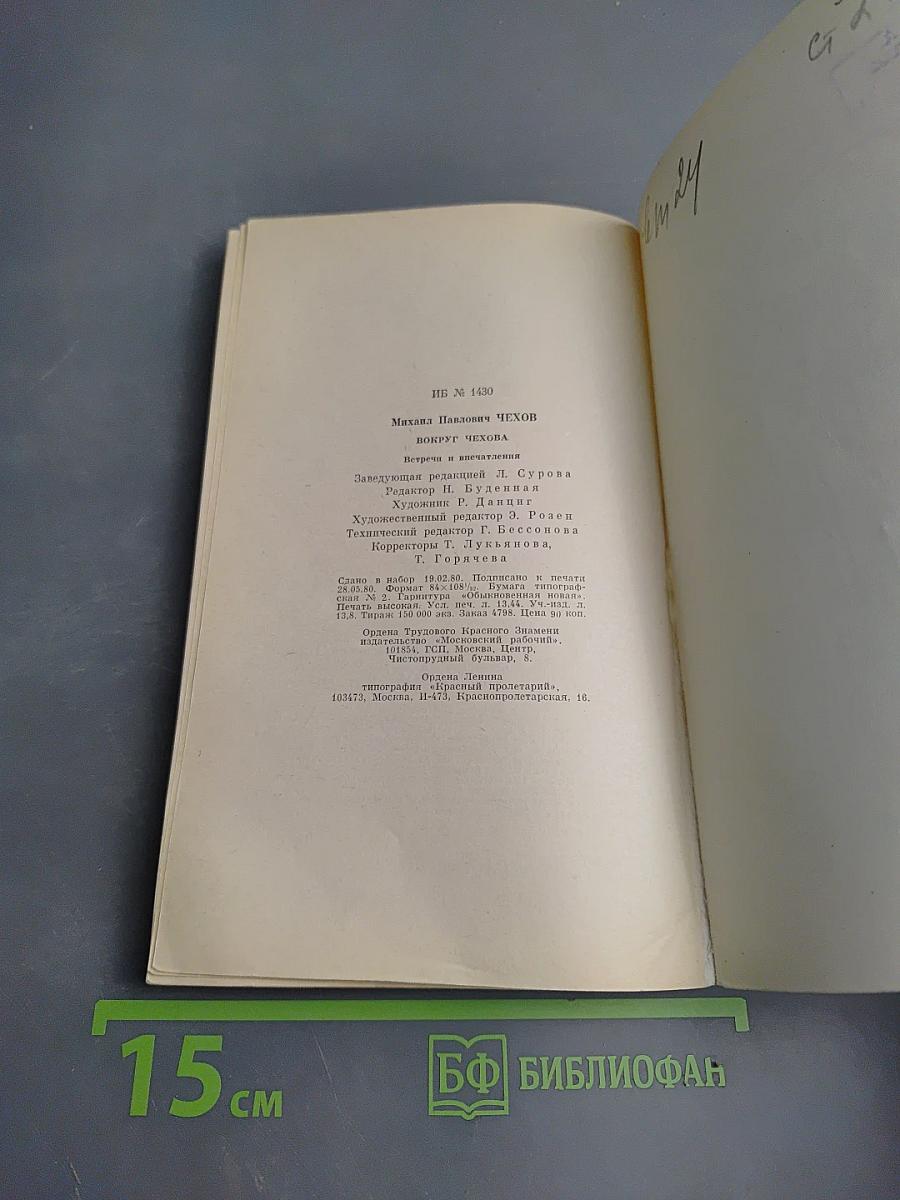 ИБ № 1430
Михаил Павлович ЧЕХОВ
ВОКРУГ ЧЕХОВА
Встречи и впечатления
Заведующая редакцией Л. Сурова
Редактор Н. Буденная
Художник Р. Данциг
Художественный редактор Э. Розен
Технический редактор Г. Бессонова
Корректоры Т. Лукьянова,
Т. Горячева
Сдано в набор 19.02.80. Подписано к печати
28.05.80. Формат 84×108¹/₃₂. Бумага типограф-
ская № 2. Гарнитура «Обыкновенная новая».
Печать высокая. Усл. печ. л. 13,44. Уч.-изд. л.
13,8. Тираж 150 000 экз. Заказ 4798. Цена 90 коп.
Ордена Трудового Красного Знамени
издательство «Московский рабочий».
101854, ГСП, Москва, Центр,
Чистопрудный бульвар, 8.
Ордена Ленина
типография «Красный пролетарий»,
103473, Москва, И-473, Краснопролетарская, 16.
ст 2
24
15 см
БФ БИБЛИОФАН